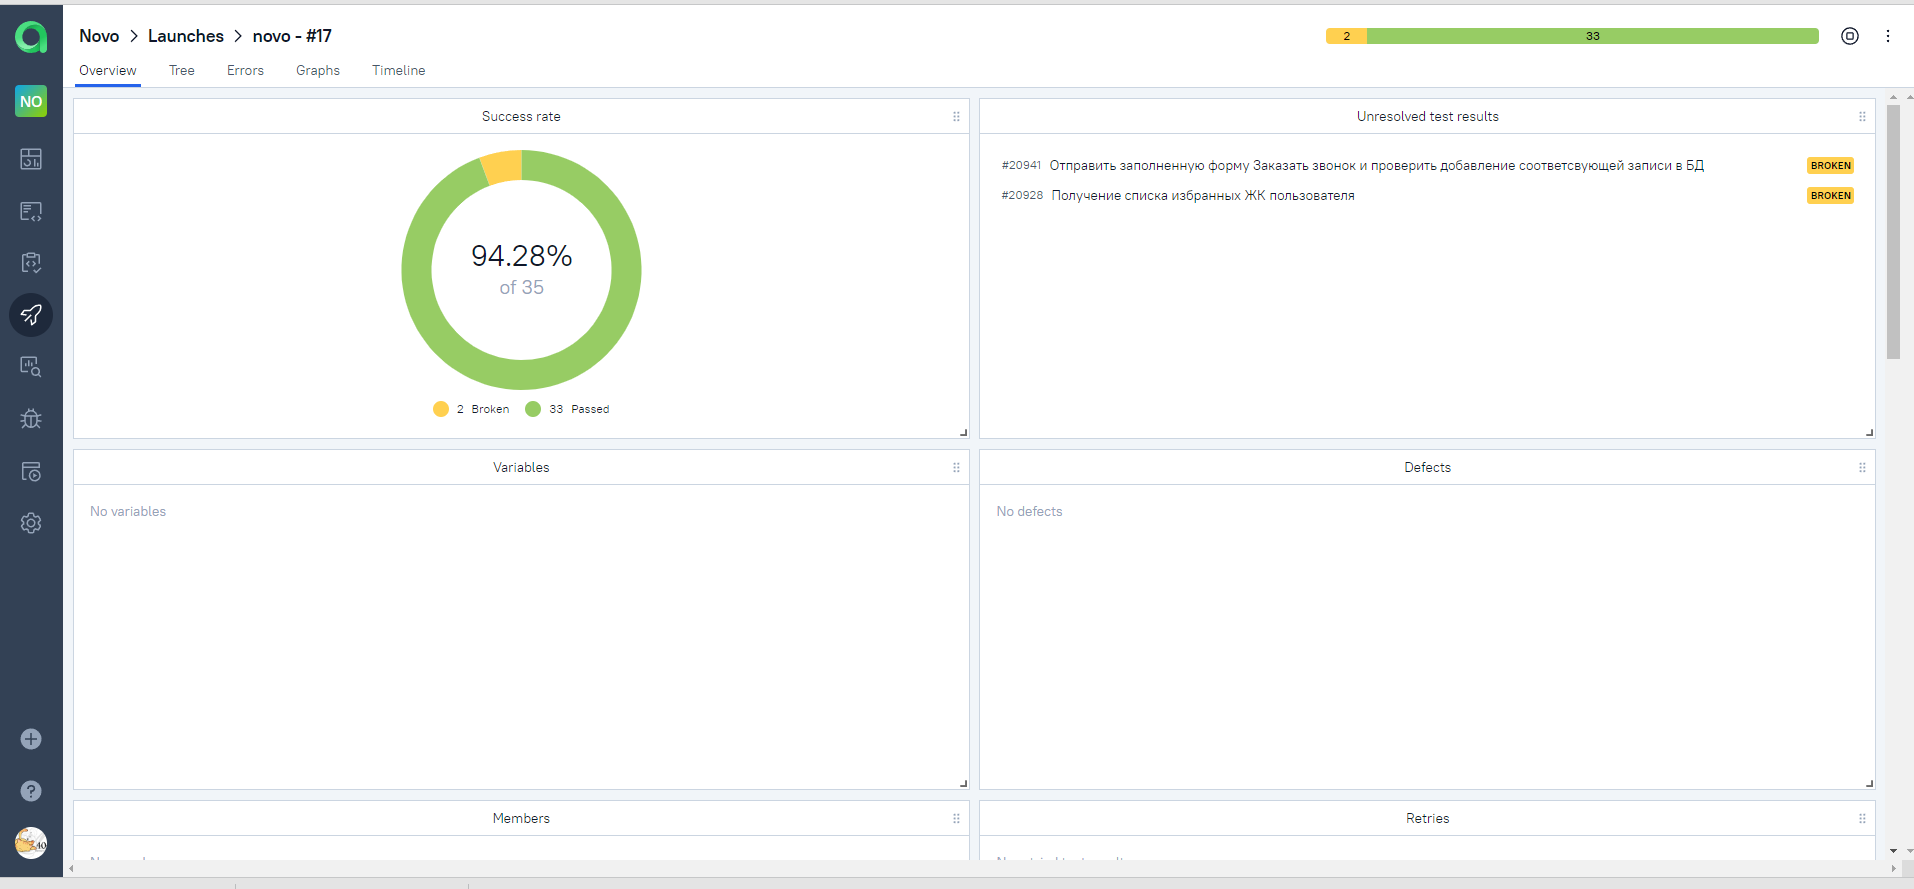 Novo > Launches > novo - #17
2 33
Overview Tree Errors Graphs Timeline
NO
Success rate
94.28%
of 35
2 Broken 33 Passed
Unresolved test results
#20941 Отправить заполненную форму Заказать звонок и проверить добавление соответсвующей записи в БД BROKEN
#20928 Получение списка избранных ЖК пользователя BROKEN
Variables
No variables
Defects
No defects
Members
Retries
40